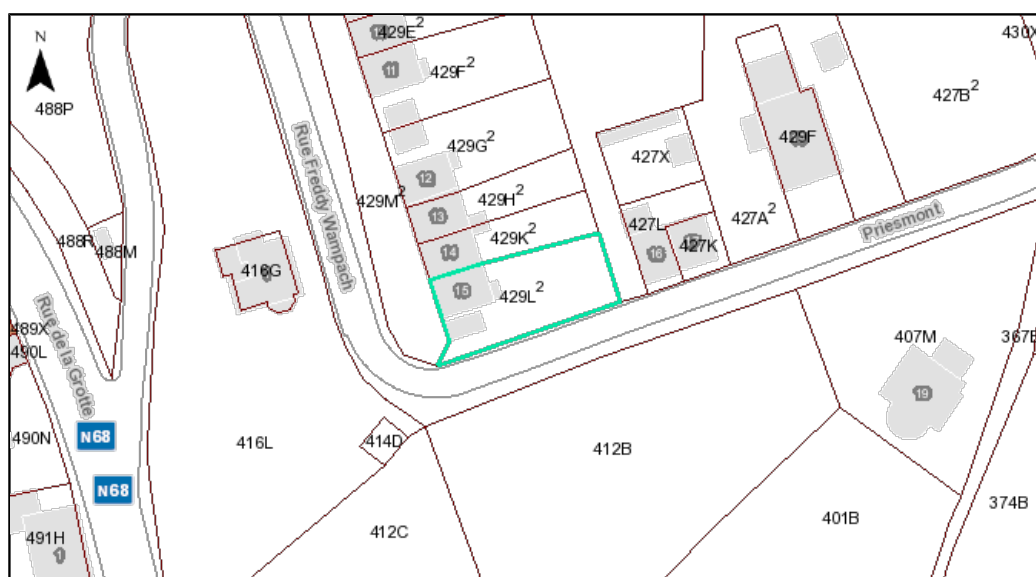 N
429E²
11
429F²
430X
488P
427B²
429F
Rue Freddy Wampach
429G²
427X
12
429M²
429H²
13
427A²
427L
488R
488M
429K²
Priesmont
14
16
427K
416G
15
429L²
489X
490L
Rue de la Grotte
407M
367E
19
N68
490N
416L
414D
412B
N68
374B
401B
491H
412C
1